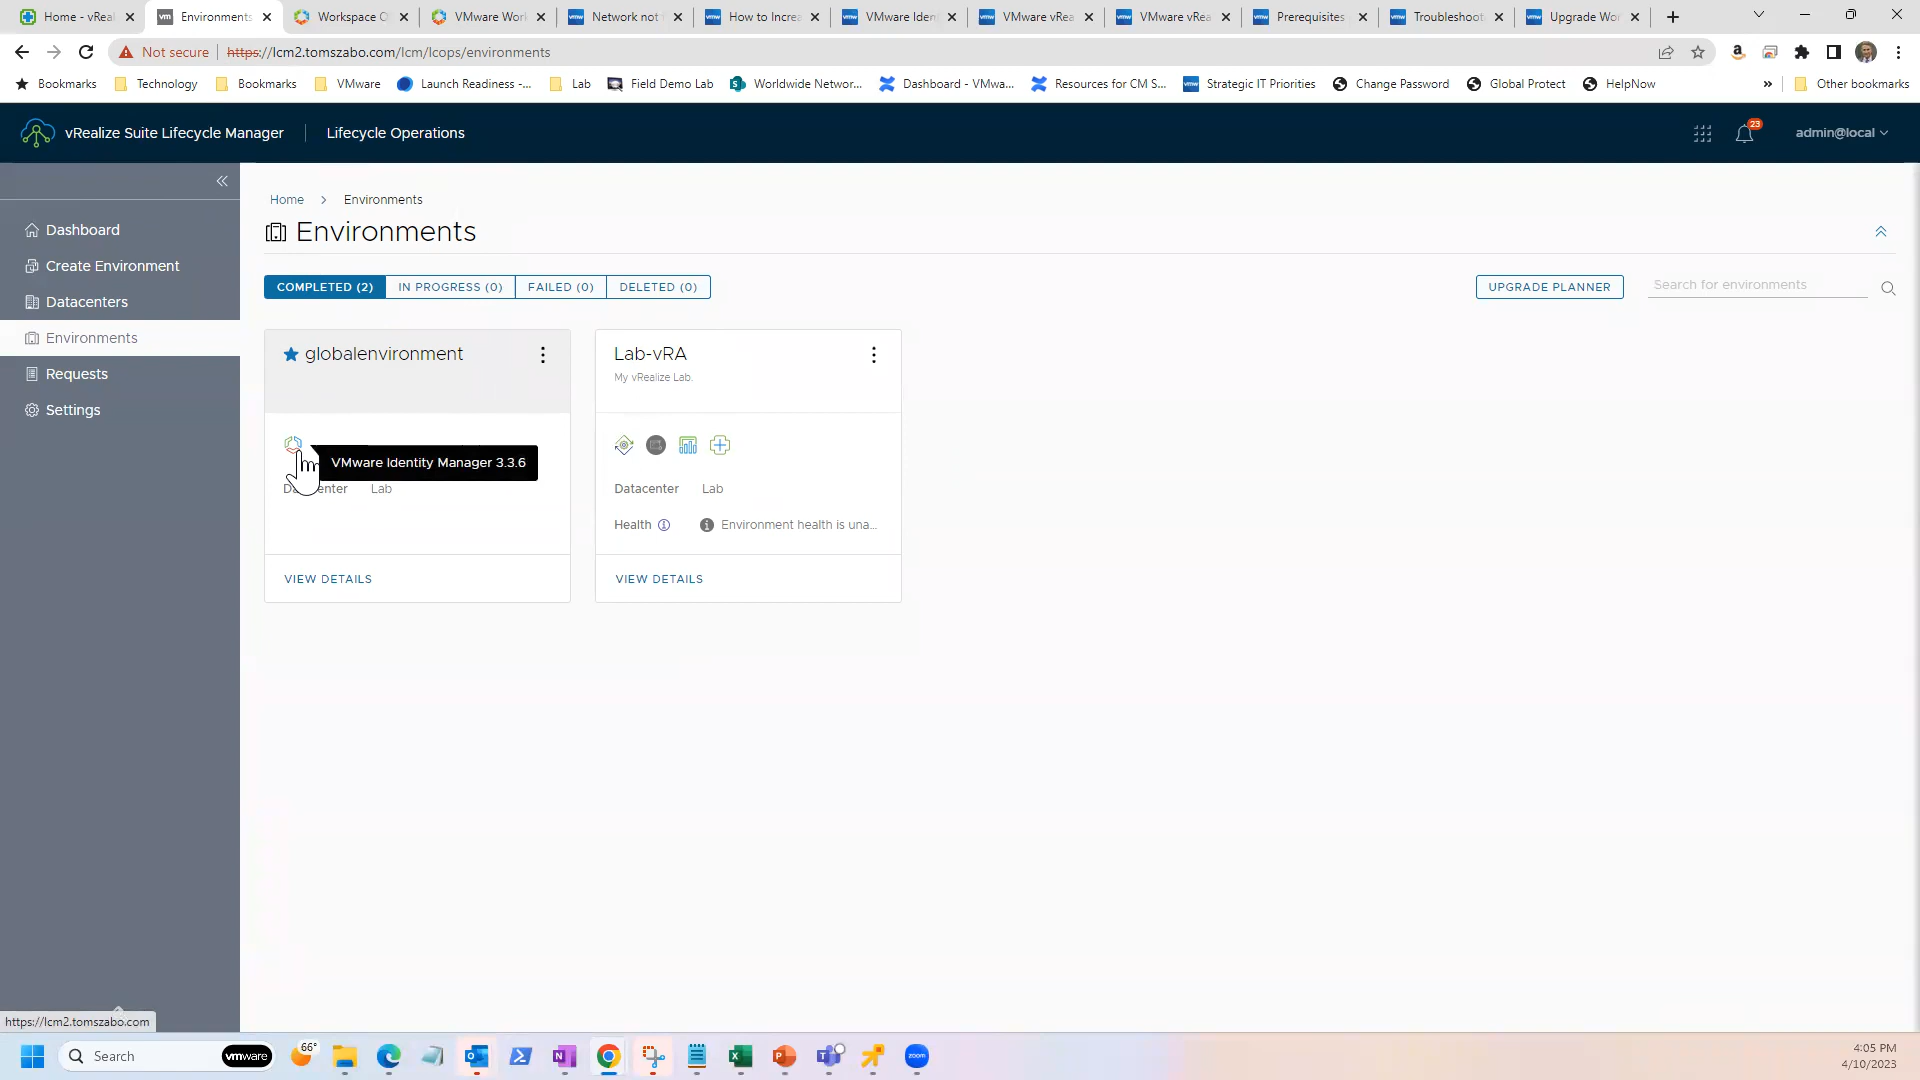 Home - vReal
Environments
Workspace O
VMware Wor
Network not
How to Increa
VMware Iden
VMware vRea
VMware vRea
Prerequisites
Troubleshoot
Upgrade Wor
Not secure
https://lcm2.tomszabo.com/lcm/lcops/environments
Bookmarks
Technology
Bookmarks
VMware
Launch Readiness -...
Lab
Field Demo Lab
Worldwide Networ...
Dashboard - VMwa...
Resources for CM S...
Strategic IT Priorities
Change Password
Global Protect
HelpNow
»
Other bookmarks
vRealize Suite Lifecycle Manager
Lifecycle Operations
23
admin@local
Dashboard
Create Environment
Datacenters
Environments
Requests
Settings
Home > Environments
Environments
COMPLETED (2)
IN PROGRESS (0)
FAILED (0)
DELETED (0)
UPGRADE PLANNER
Search for environments
globalenvironment
VMware Identity Manager 3.3.6
Lab
VIEW DETAILS
Lab-vRA
My vRealize Lab.
Datacenter Lab
Health
Environment health is una...
VIEW DETAILS
https://lcm2.tomszabo.com
Search
vmware
66°
zoom
4:05 PM
4/10/2023